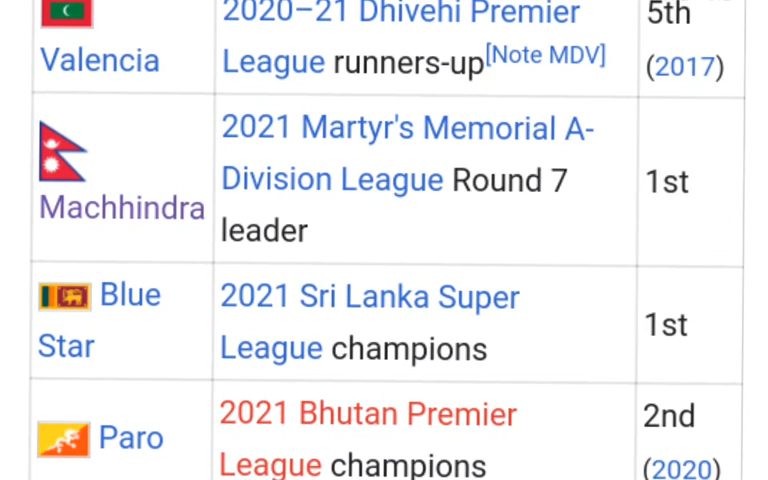 Valencia
2020–21 Dhivehi Premier
League runners-up[Note MDV]
5th
(2017)
Machhindra
2021 Martyr's Memorial A-
Division League Round 7
leader
1st
Blue
Star
2021 Sri Lanka Super
League champions
1st
Paro
2021 Bhutan Premier
League champions
2nd
(2020)